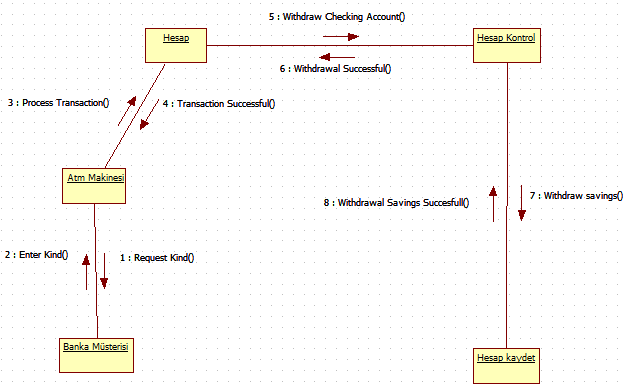 5 : Withdraw Checking Account()
Hesap
Hesap Kontrol
6 : Withdrawal Successful()
3 : Process Transaction()
4 : Transaction Successful()
Atm Makinesi
7 : Withdraw savings()
8 : Withdrawal Savings Succesfull()
2 : Enter Kind()
1 : Request Kind()
Banka Müsterisi
Hesap kaydet